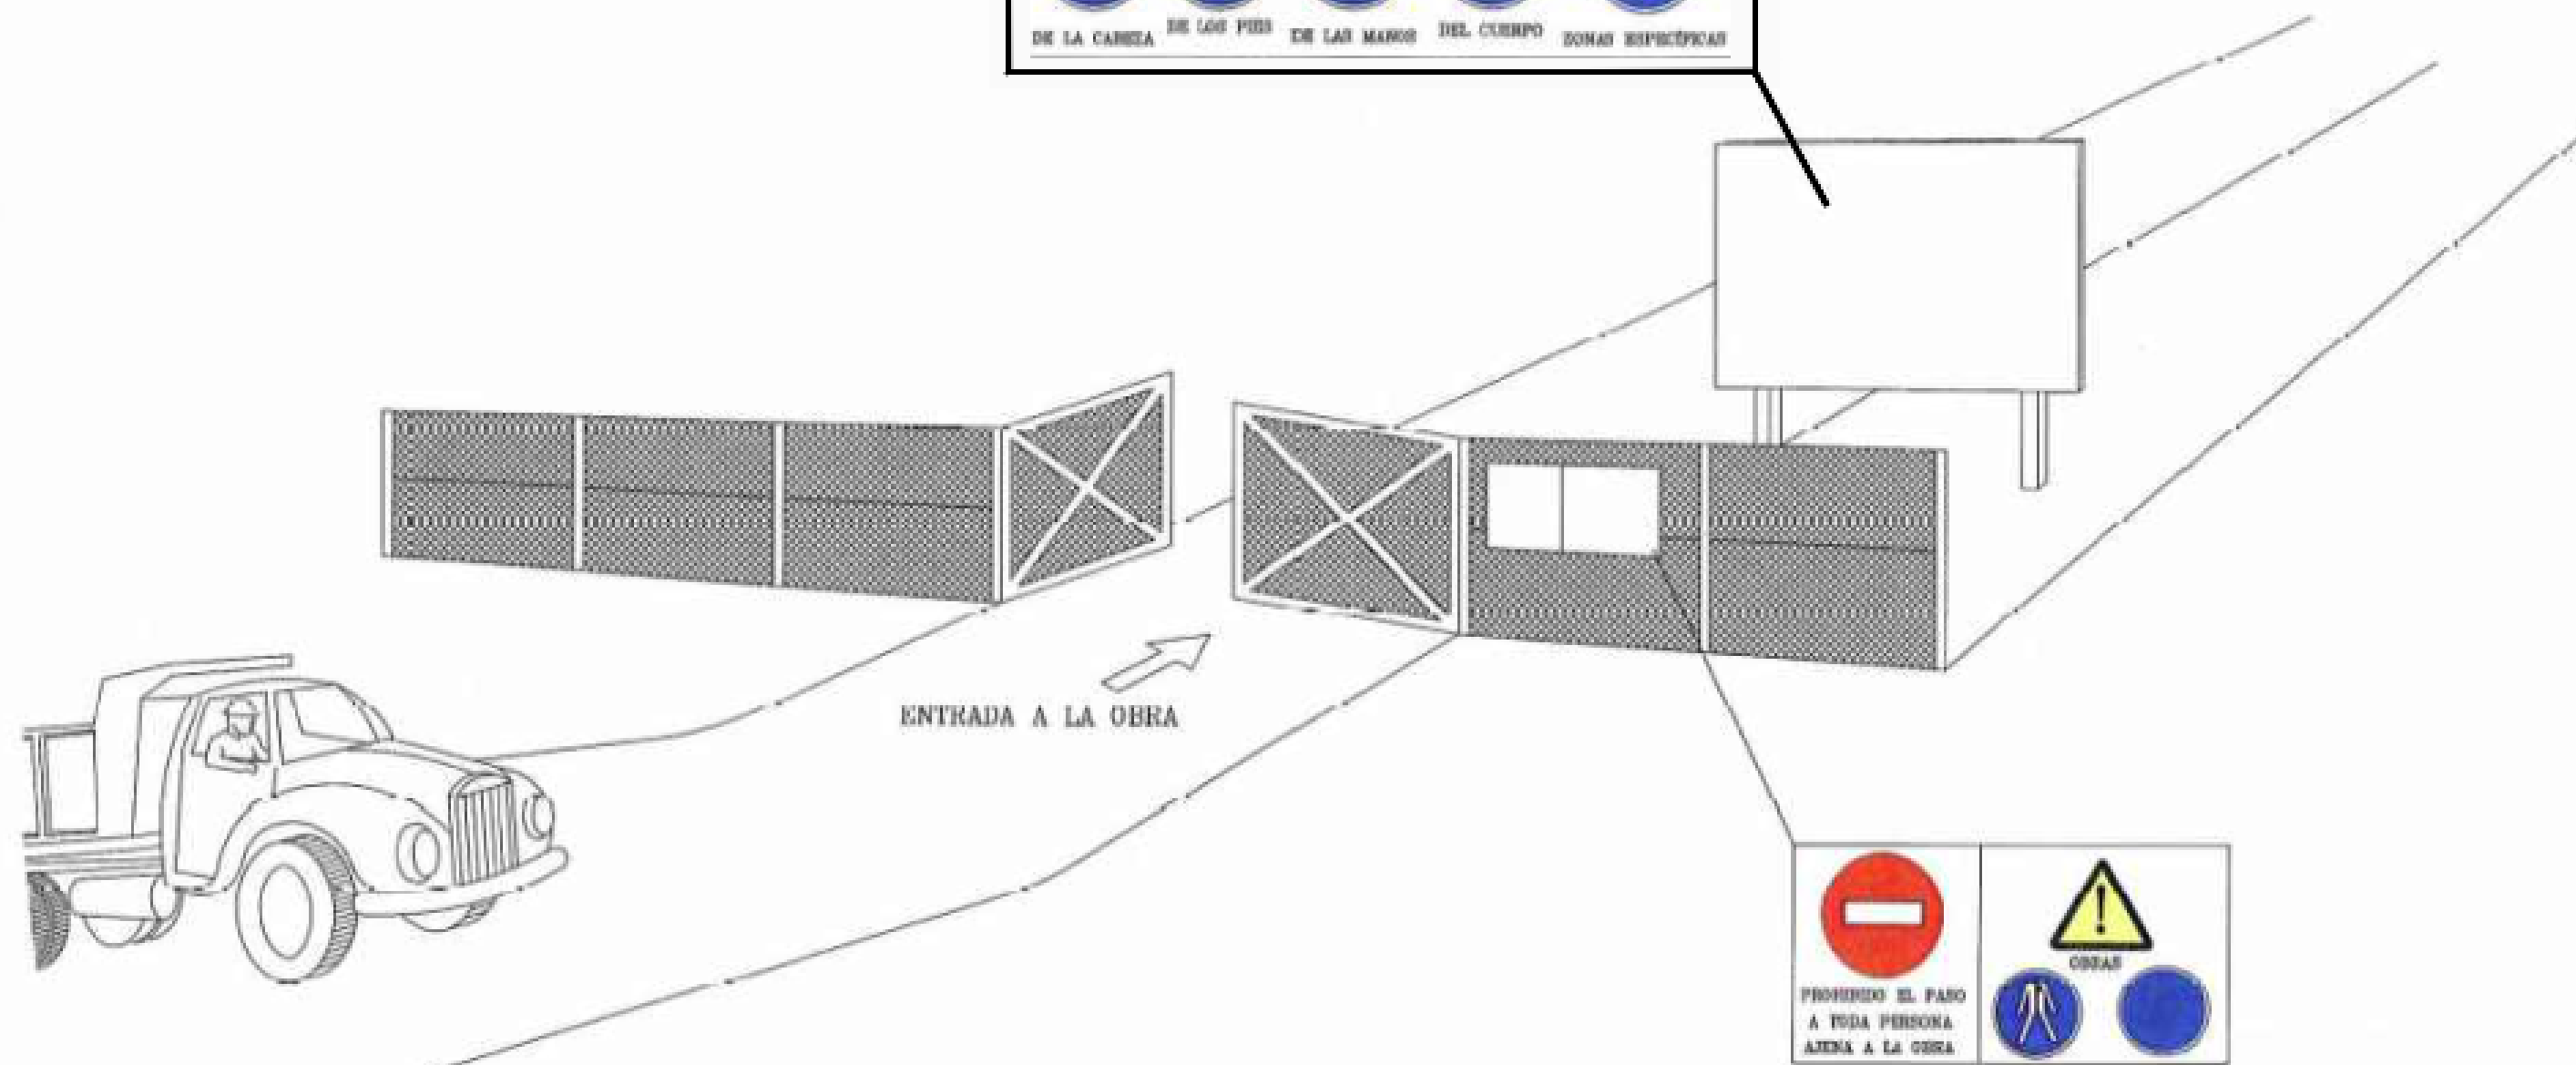 DE LA CABEZA
DE LOS PIES
DE LAS MANOS
DEL CUERPO
ZONAS ESPECÍFICAS
ENTRADA A LA OBRA
PROHIBIDO EL PASO
A TODA PERSONA
AJENA A LA OBRA
OBRAS